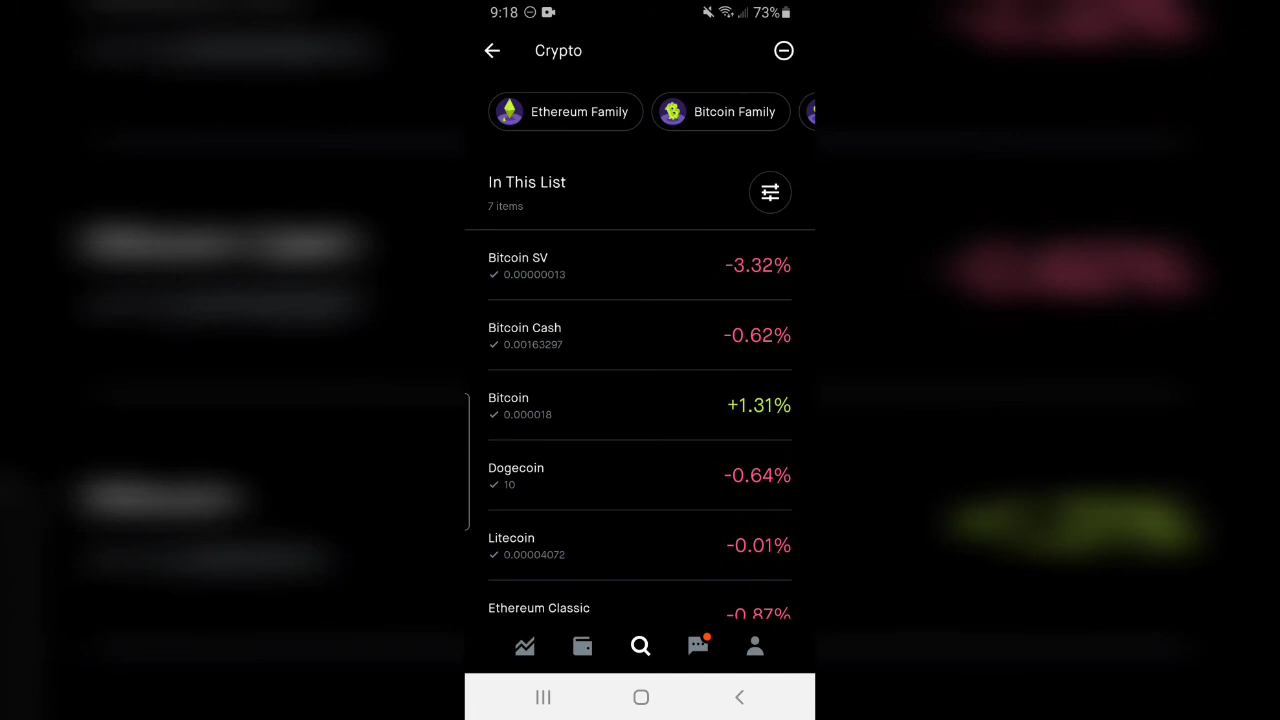 9:18 73%
Crypto
Ethereum Family Bitcoin Family
In This List
7 items
Bitcoin SV
0.00000013
-3.32%
Bitcoin Cash
0.00163297
-0.62%
Bitcoin
0.000018
+1.31%
Dogecoin
10
-0.64%
Litecoin
0.00004072
-0.01%
Ethereum Classic
-0.87%